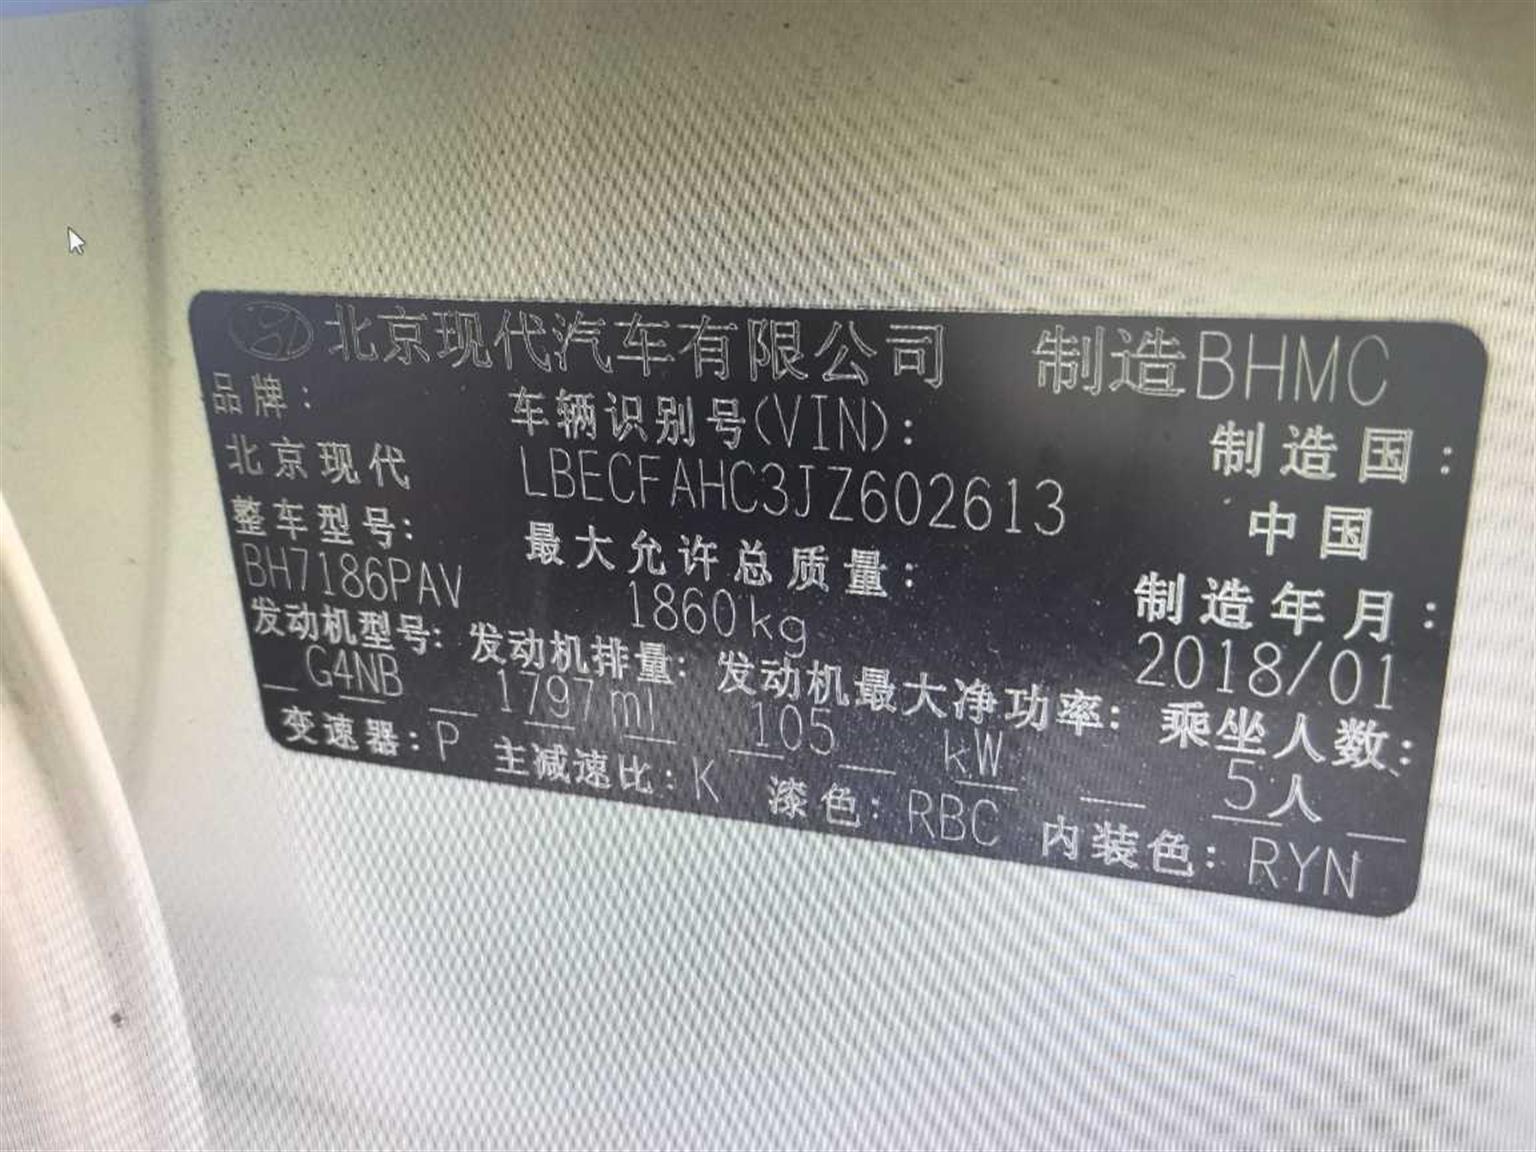 北京现代汽车有限公司 制造BHMC
品牌: 车辆识别号(VIN): 制造国:
北京现代 LBECFAHC3JZ602613 中国
整车型号: 最大允许总质量: 制造年月:
BH7186PAV 1860kg 2018/01
发动机型号: 发动机排量: 发动机最大净功率: 乘坐人数:
G4NB 1797ml 105 kW 5人
变速器:P 主减速比:K 漆色:RBC 内装色:RYN